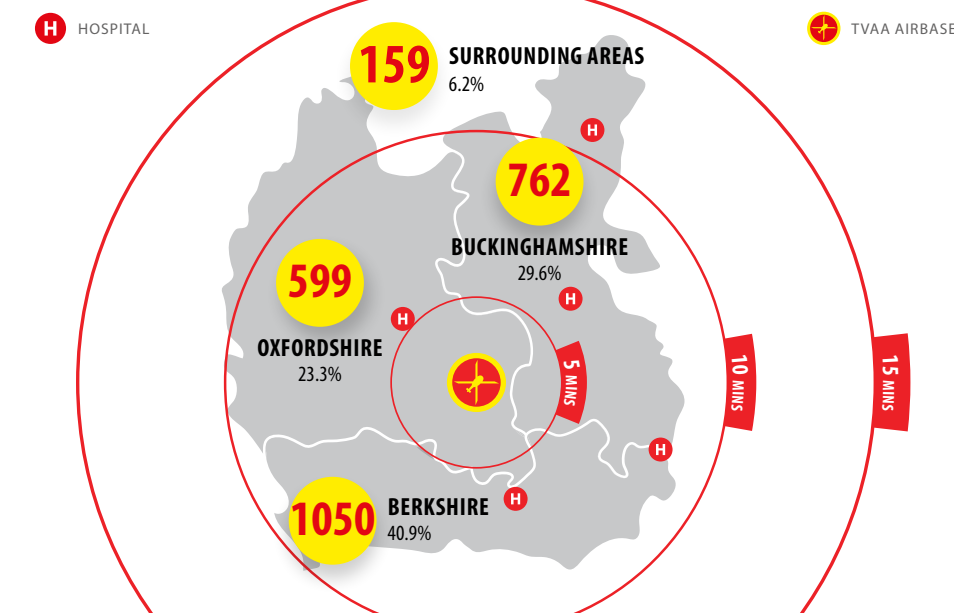 H HOSPITAL
TVAA AIRBASE
159
SURROUNDING AREAS
6.2%
H
762
BUCKINGHAMSHIRE
29.6%
599
H
H
OXFORDSHIRE
23.3%
5 MINS
10 MINS
15 MINS
H
H
1050
BERKSHIRE
40.9%